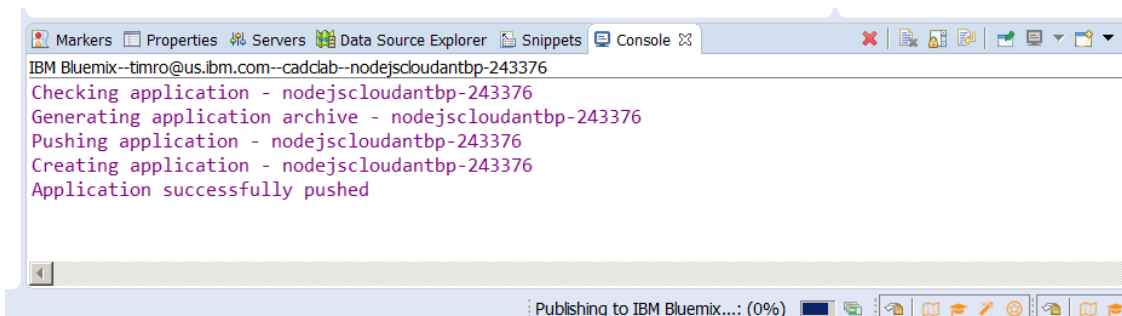 Markers Properties Servers Data Source Explorer Snippets Console
IBM Bluemix--timro@us.ibm.com--cadclab--nodejscloudantbp-243376
Checking application - nodejscloudantbp-243376
Generating application archive - nodejscloudantbp-243376
Pushing application - nodejscloudantbp-243376
Creating application - nodejscloudantbp-243376
Application successfully pushed
Publishing to IBM Bluemix...: (0%)